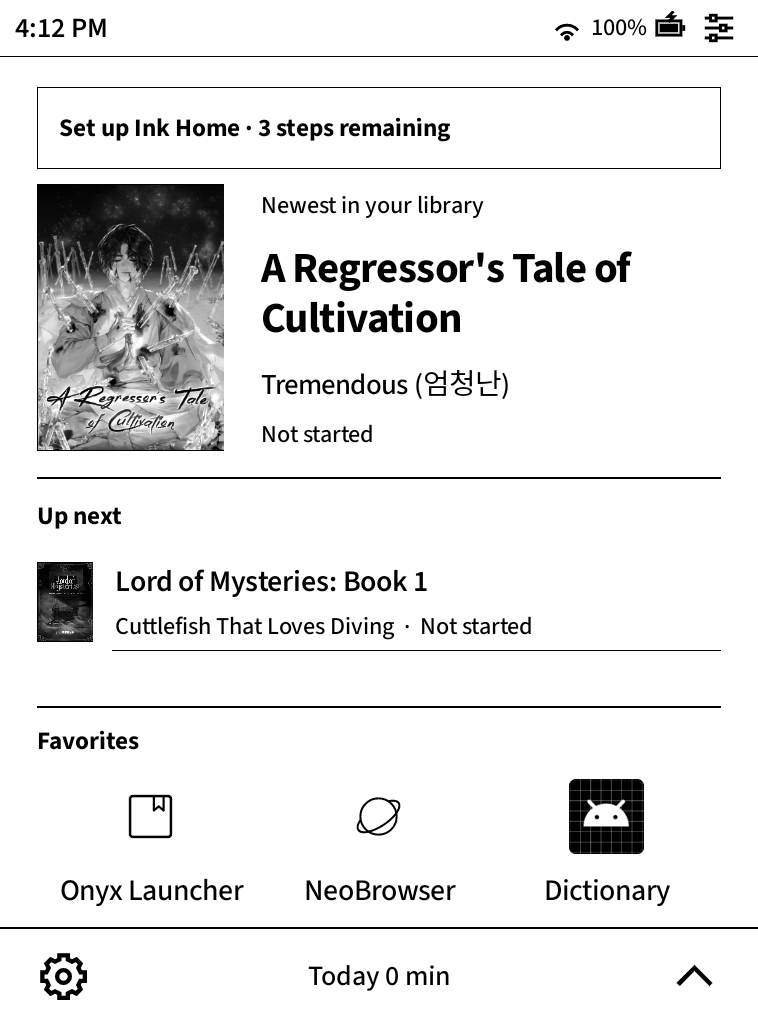 4:12 PM
100%
Set up Ink Home · 3 steps remaining
Newest in your library
A Regressor's Tale of
Cultivation
Tremendous (엄청난)
Not started
A Regressor's Tale
of Cultivation
Up next
Lord of Mysteries: Book 1
Cuttlefish That Loves Diving · Not started
Favorites
Onyx Launcher
NeoBrowser
Dictionary
Today 0 min